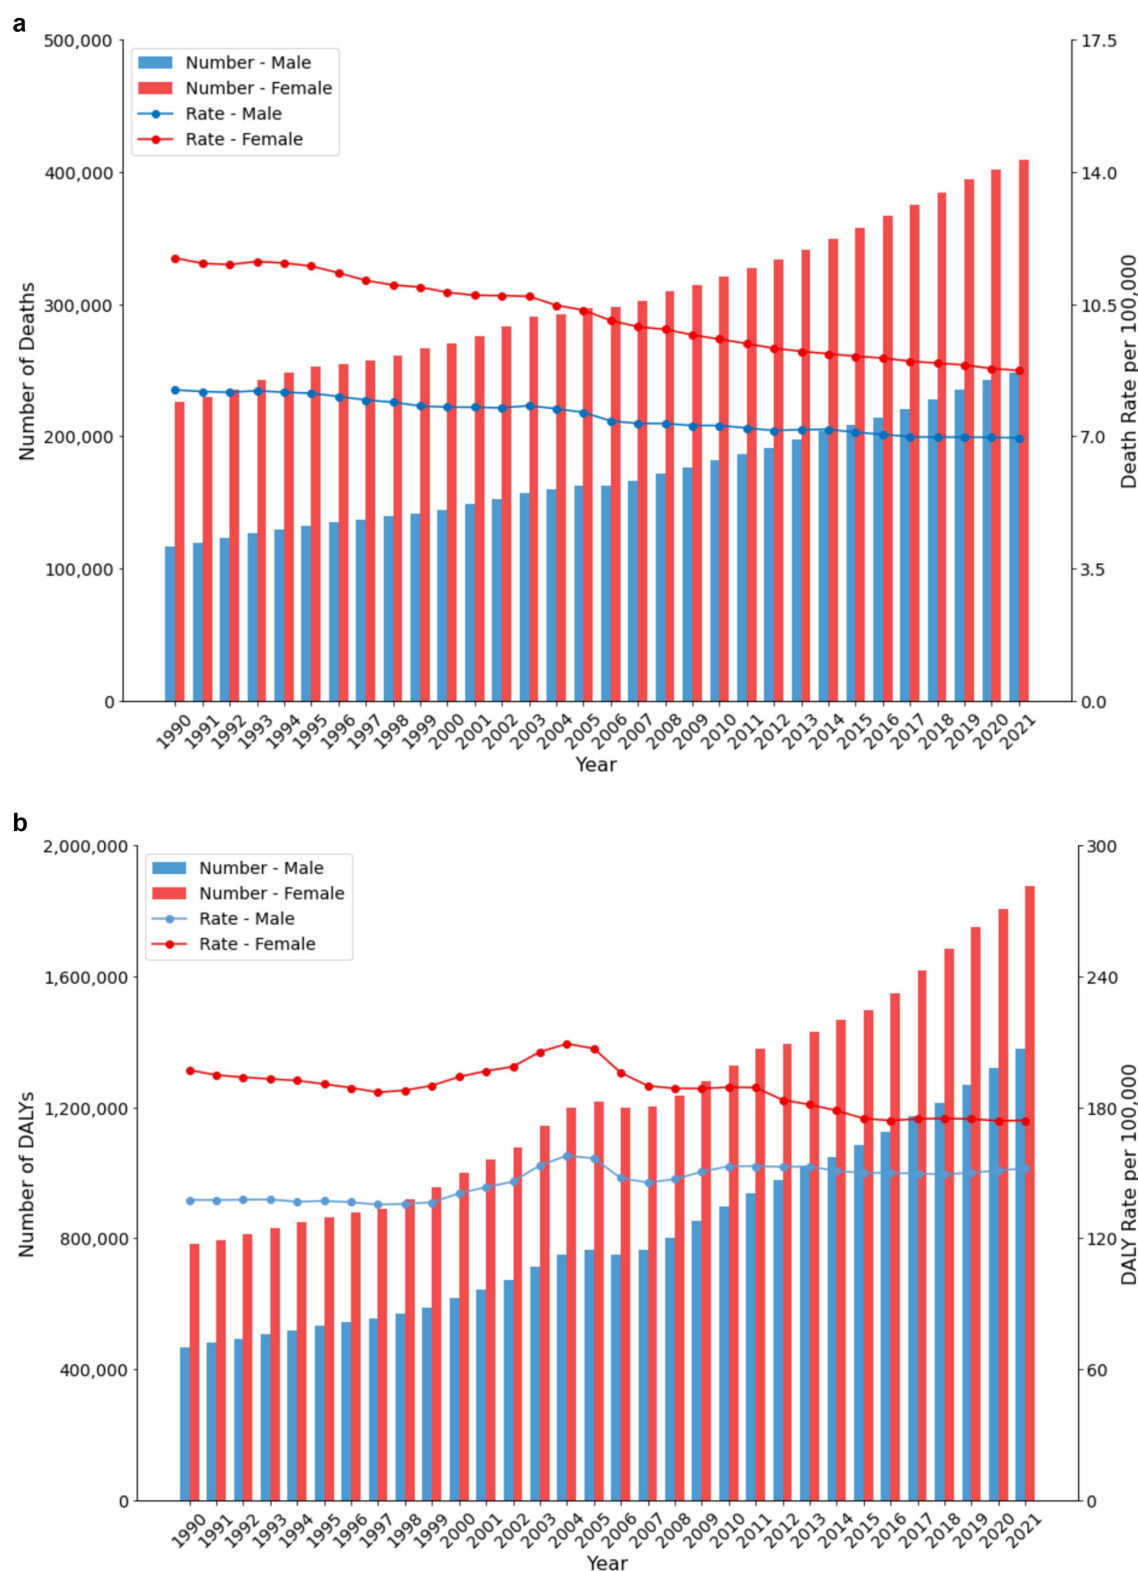 a
500,000
400,000
300,000
200,000
100,000
0
Number of Deaths
Number - Male
Number - Female
Rate - Male
Rate - Female
17.5
14.0
10.5
7.0
3.5
0.0
Death Rate per 100,000
1990 1991 1992 1993 1994 1995 1996 1997 1998 1999 2000 2001 2002 2003 2004 2005 2006 2007 2008 2009 2010 2011 2012 2013 2014 2015 2016 2017 2018 2019 2020 2021
Year
b
2,000,000
1,600,000
1,200,000
800,000
400,000
0
Number of DALYs
Number - Male
Number - Female
Rate - Male
Rate - Female
300
240
180
120
60
0
DALY Rate per 100,000
1990 1991 1992 1993 1994 1995 1996 1997 1998 1999 2000 2001 2002 2003 2004 2005 2006 2007 2008 2009 2010 2011 2012 2013 2014 2015 2016 2017 2018 2019 2020 2021
Year